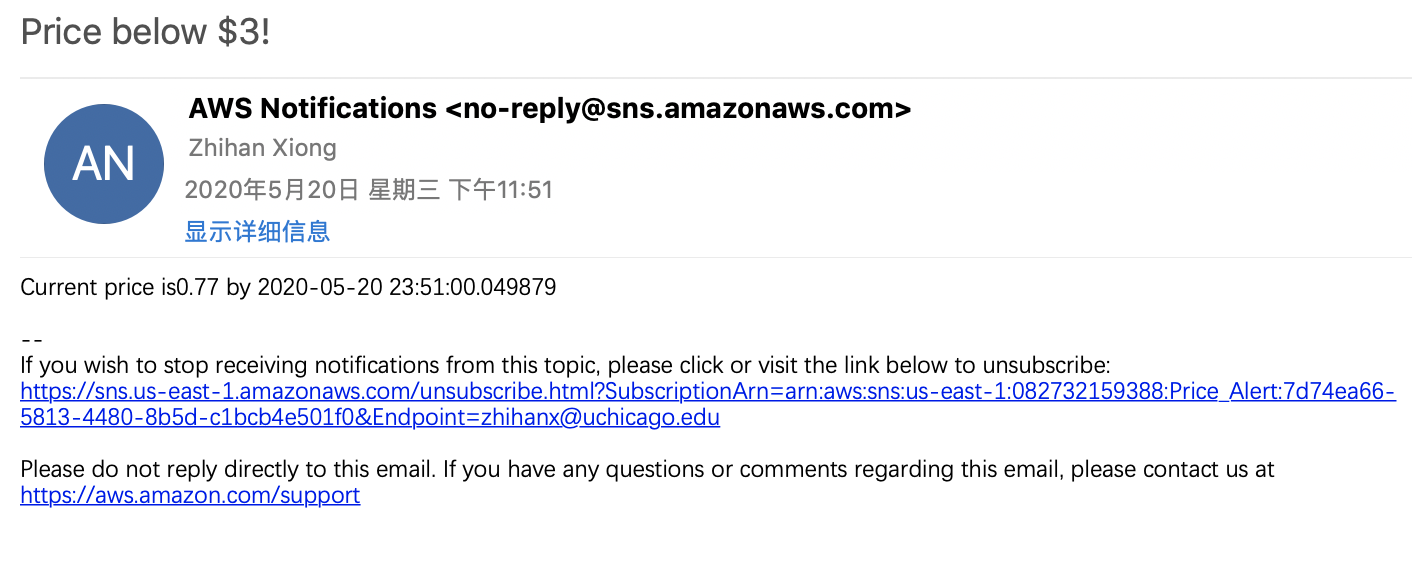 Price below $3!
AN
AWS Notifications <no-reply@sns.amazonaws.com>
Zhihan Xiong
2020年5月20日 星期三 下午11:51
显示详细信息
Current price is0.77 by 2020-05-20 23:51:00.049879
--
If you wish to stop receiving notifications from this topic, please click or visit the link below to unsubscribe:
https://sns.us-east-1.amazonaws.com/unsubscribe.html?SubscriptionArn=arn:aws:sns:us-east-1:082732159388:Price_Alert:7d74ea66-
5813-4480-8b5d-c1bcb4e501f0&Endpoint=zhihanx@uchicago.edu
Please do not reply directly to this email. If you have any questions or comments regarding this email, please contact us at
https://aws.amazon.com/support